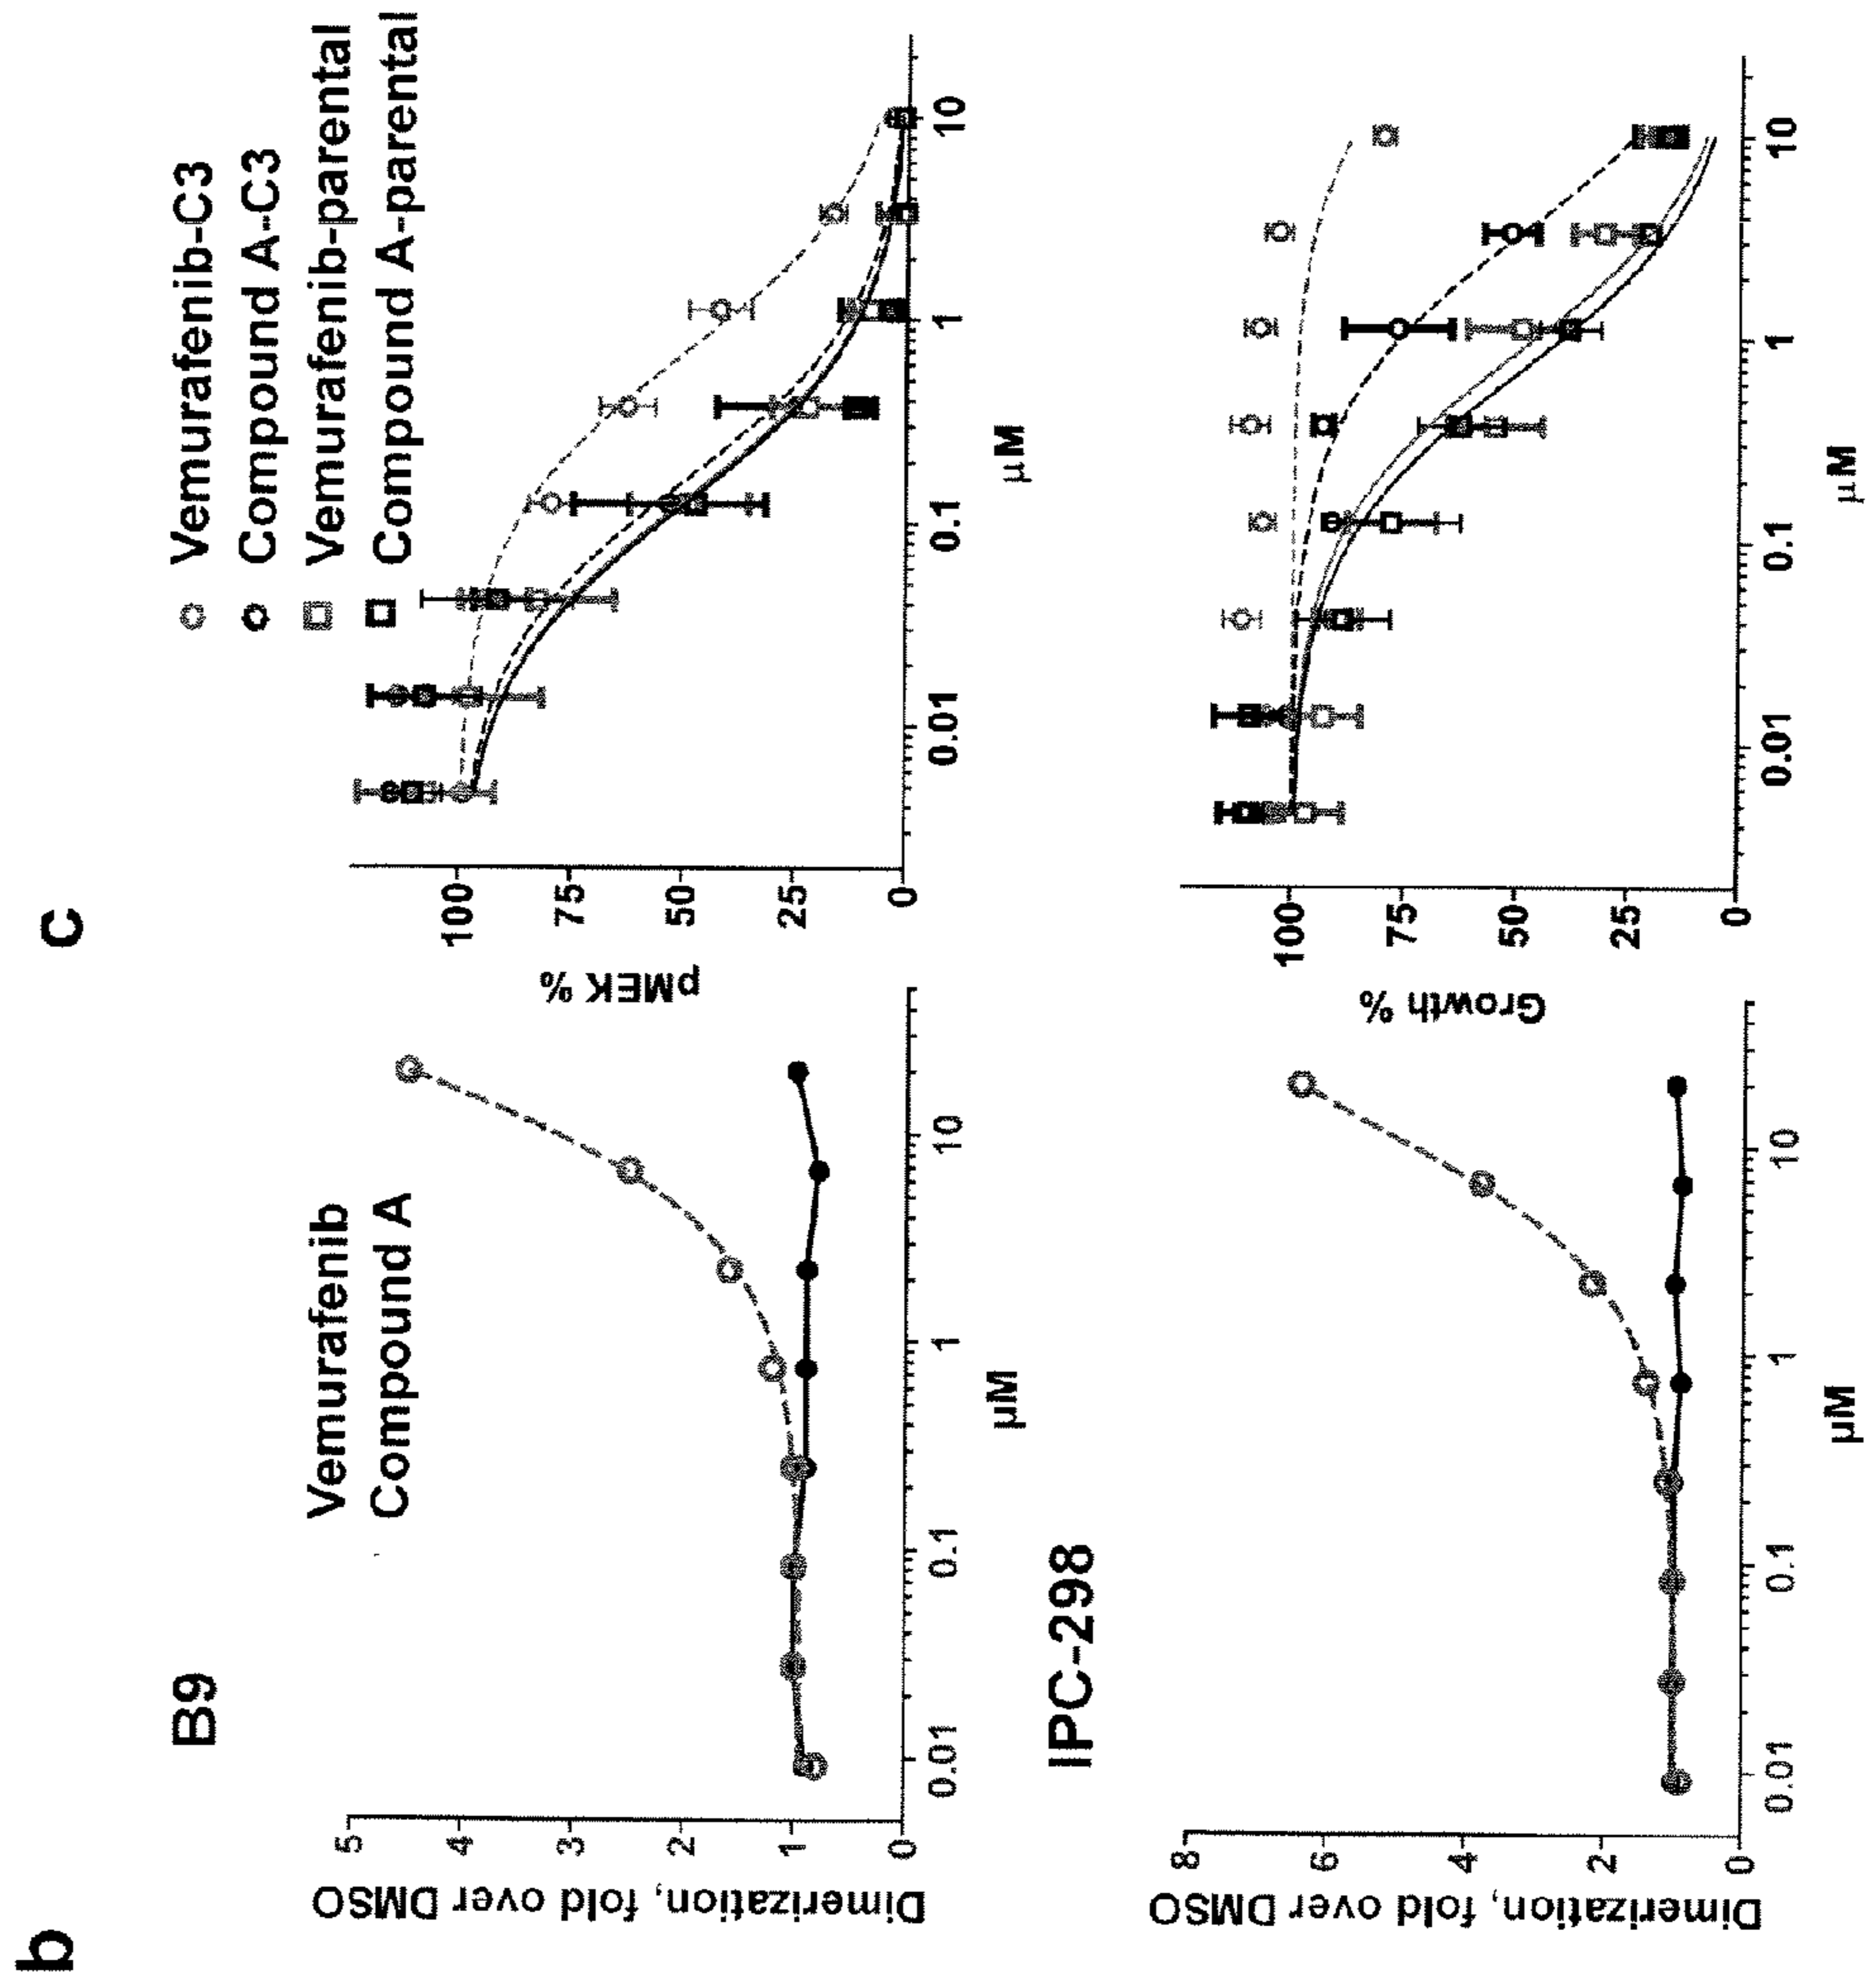 b
B9
Vemurafenib
Compound A
Dimerization, fold over DMSO
5
4
3
2
1
0
0.01
0.1
1
10
µM
IPC-298
Dimerization, fold over DMSO
8
6
4
2
0
0.01
0.1
1
10
µM
c
Vemurafenib-C3
Compound A-C3
Vemurafenib-parental
Compound A-parental
pMEK %
100
75
50
25
0
0.01
0.1
1
10
µM
Growth %
100
75
50
25
0
0.01
0.1
1
10
µM